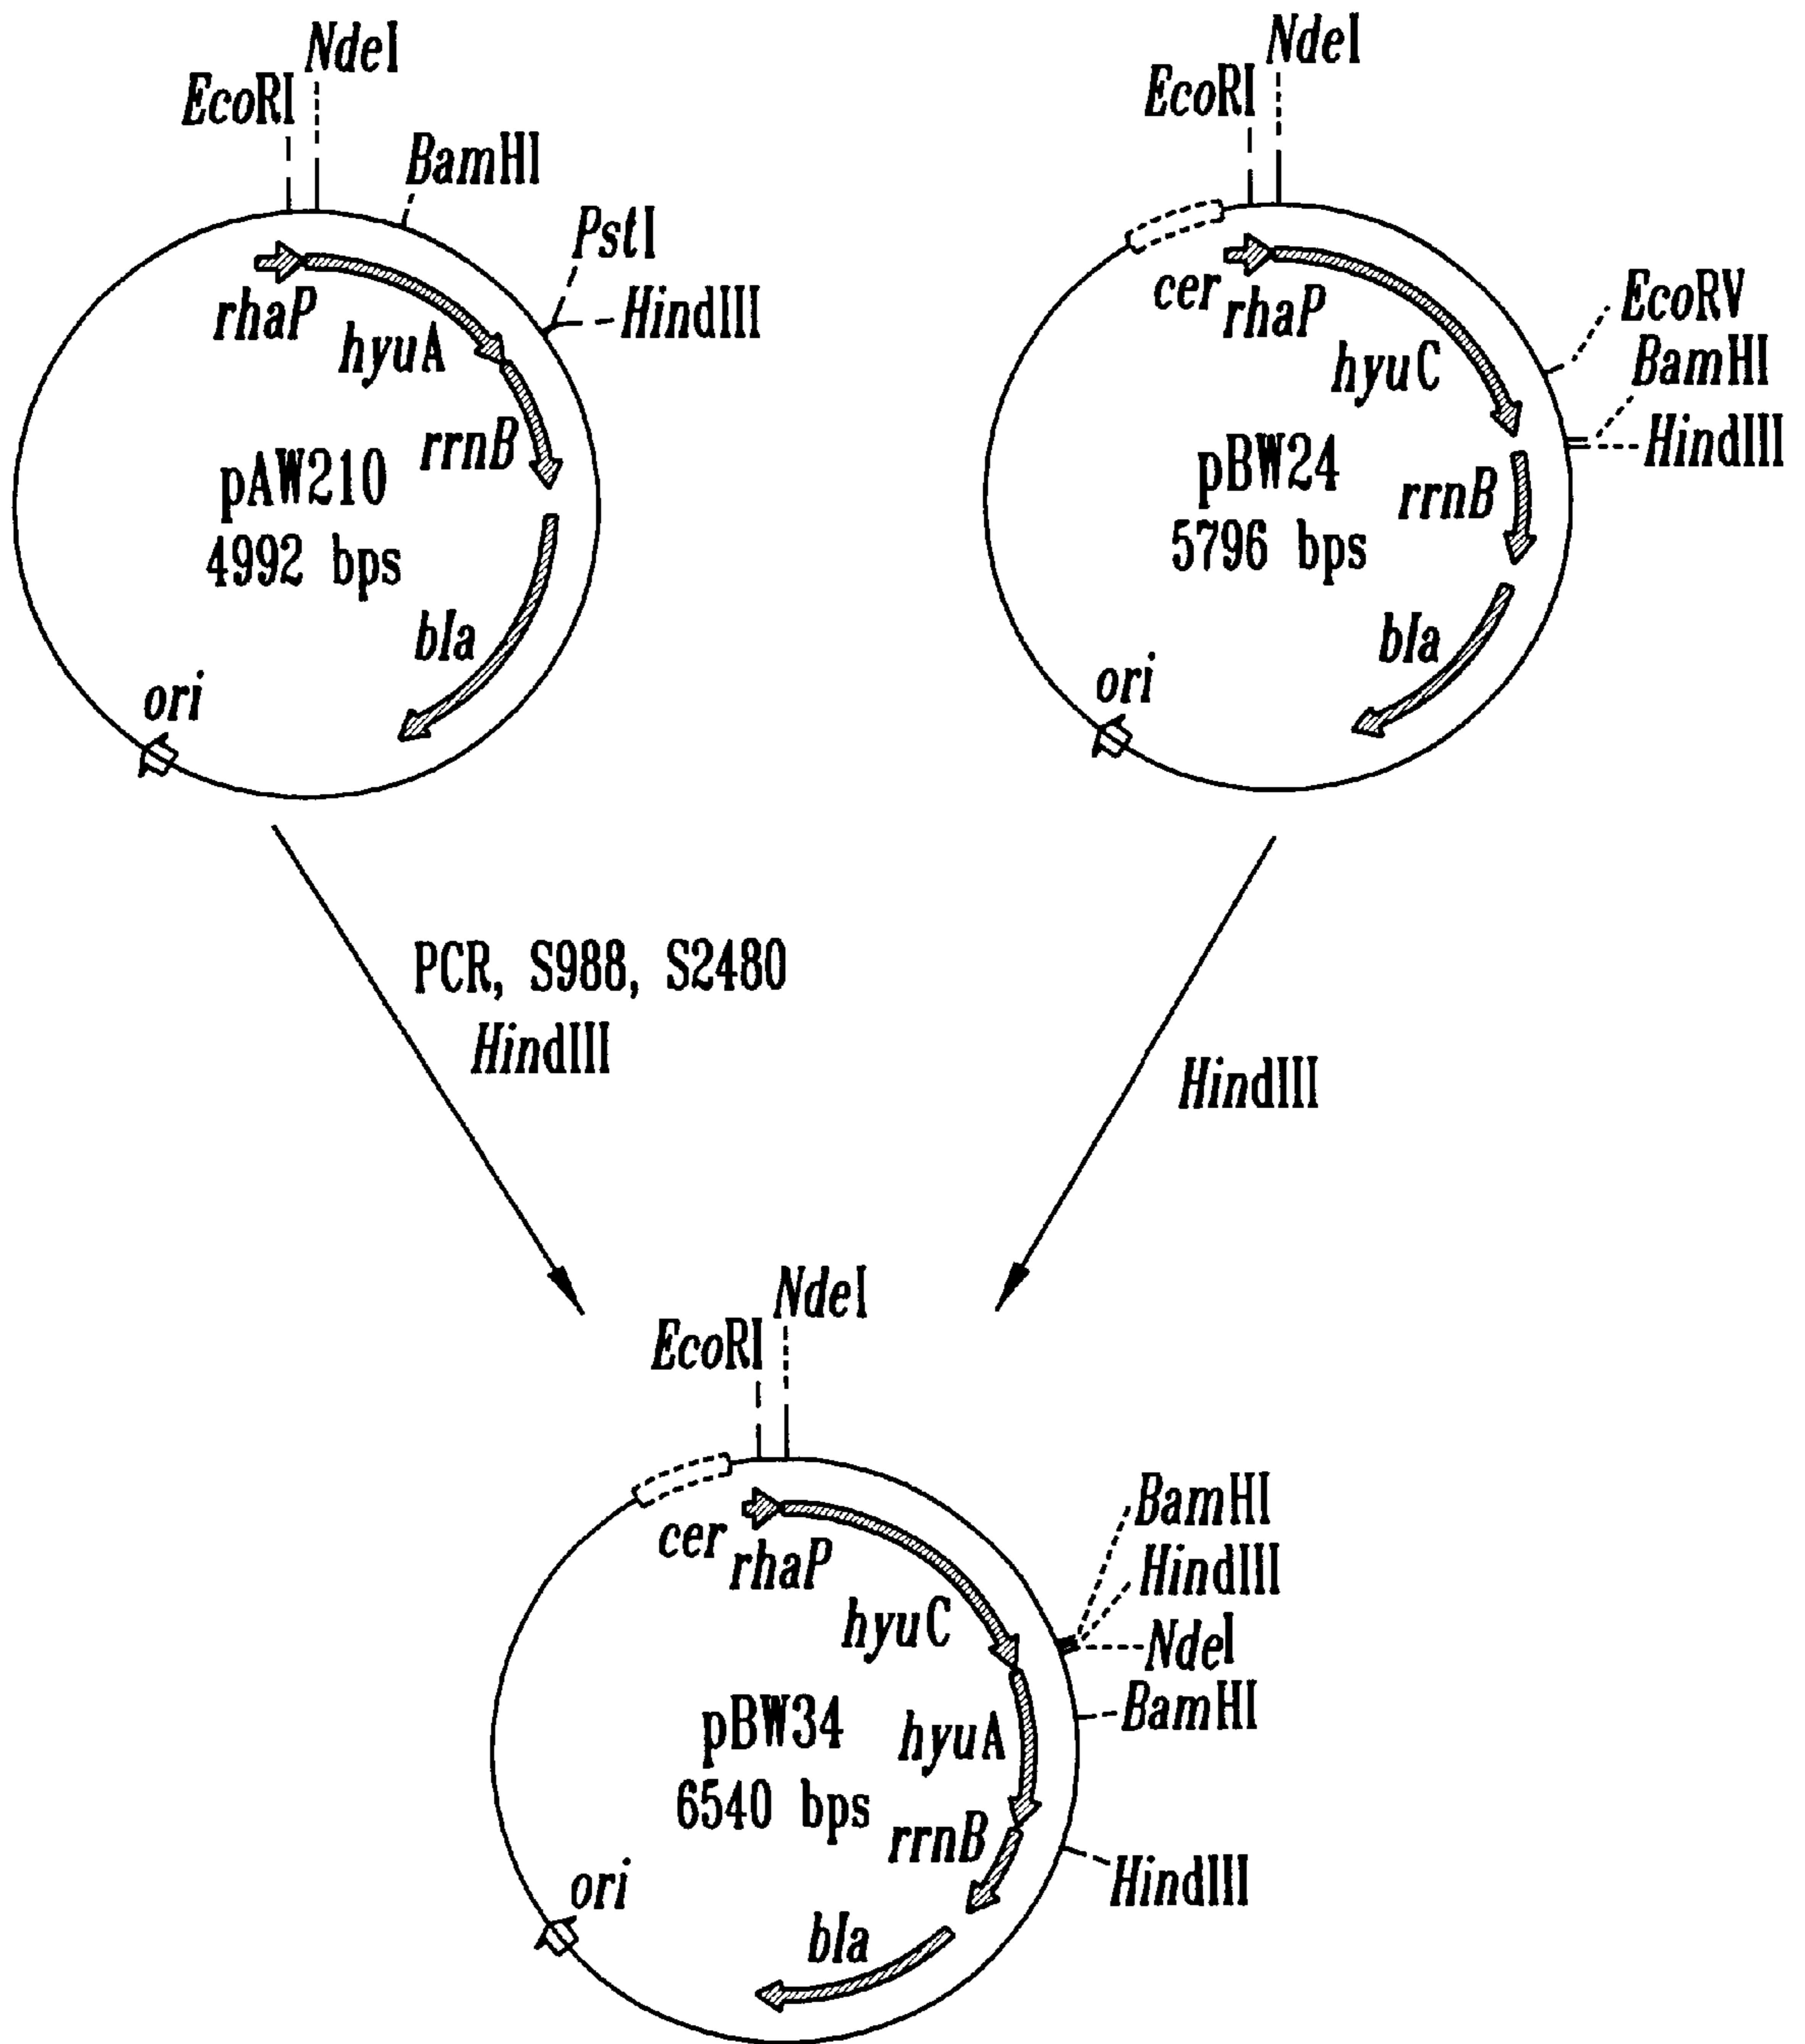 NdeI
EcoRI
BamHI
PstI
HindIII
rhaP
hyuA
rrnB
pAW210
4992 bps
bla
ori
NdeI
EcoRI
cer
rhaP
EcoRV
BamHI
HindIII
hyuC
rrnB
pBW24
5796 bps
bla
ori
PCR, S988, S2480
HindIII
HindIII
NdeI
EcoRI
cer
rhaP
BamHI
HindIII
NdeI
BamHI
hyuC
hyuA
pBW34
6540 bps
rrnB
HindIII
ori
bla